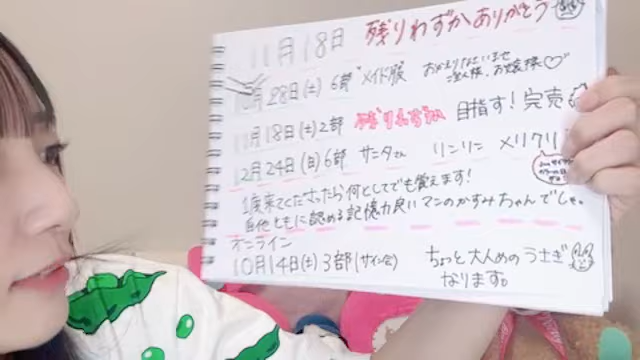 11月18日 残りわずかありがとう
10月28日(土) 6部 メイド服 おかえりなさいませ
ご主人様、お嬢様♡
11月18日(土)2部 残りわずか 目指す!完売
12月24日(日)6部 サンタさん リンリン メリクリ
1度来てくださったら何としてでも覚えます!
自他ともに認める記憶力良いマンのかすみちゃんでしゅ。
オンライン
10月14日(土)3部(サイン会) ちょっと大人めのうさぎ
なります。